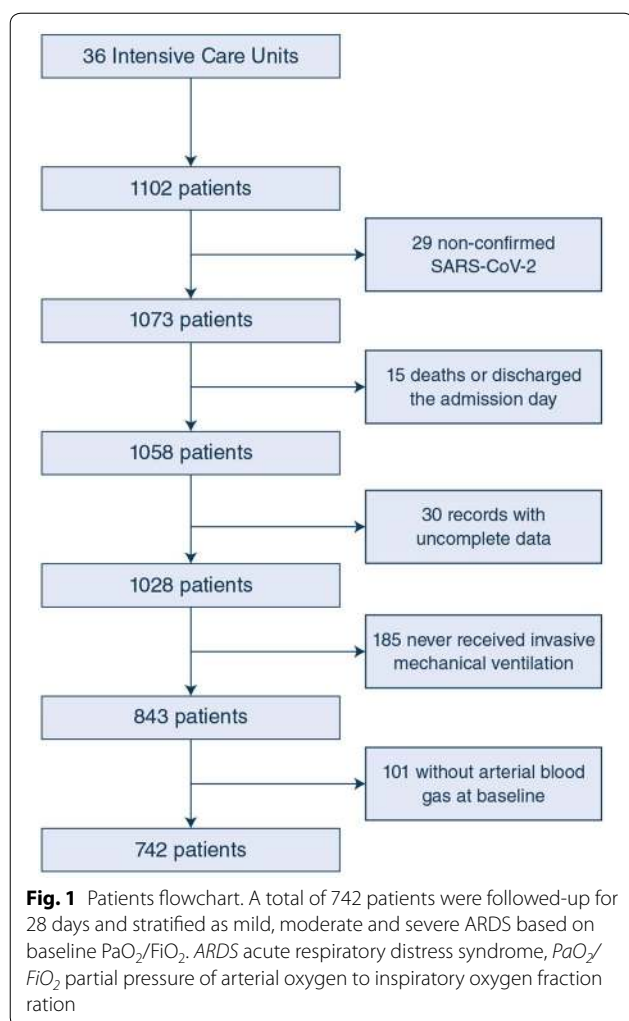 36 Intensive Care Units
1102 patients
29 non-confirmed
SARS-CoV-2
1073 patients
15 deaths or discharged
the admission day
1058 patients
30 records with
uncomplete data
1028 patients
185 never received invasive
mechanical ventilation
843 patients
101 without arterial blood
gas at baseline
742 patients
Fig. 1 Patients flowchart. A total of 742 patients were followed-up for
28 days and stratified as mild, moderate and severe ARDS based on
baseline PaO₂/FiO₂. ARDS acute respiratory distress syndrome, PaO₂/
FiO₂ partial pressure of arterial oxygen to inspiratory oxygen fraction
ration